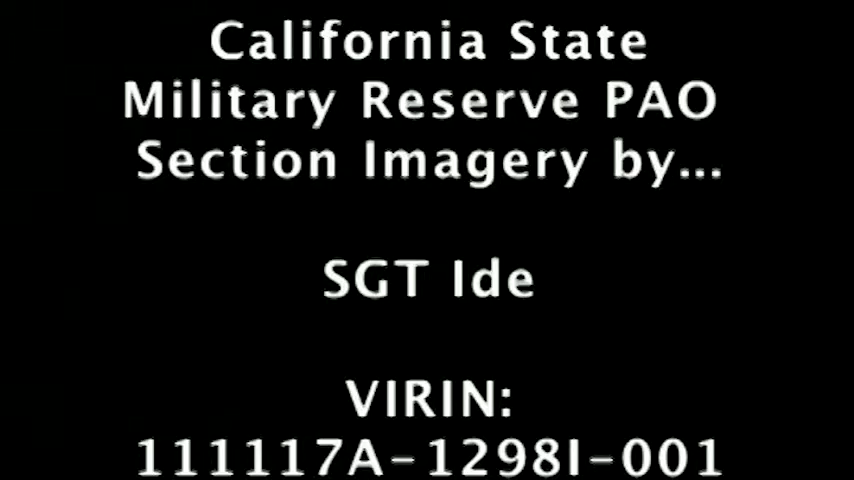 California State
Military Reserve PAO
Section Imagery by...
SGT Ide
VIRIN:
111117A-1298I-001